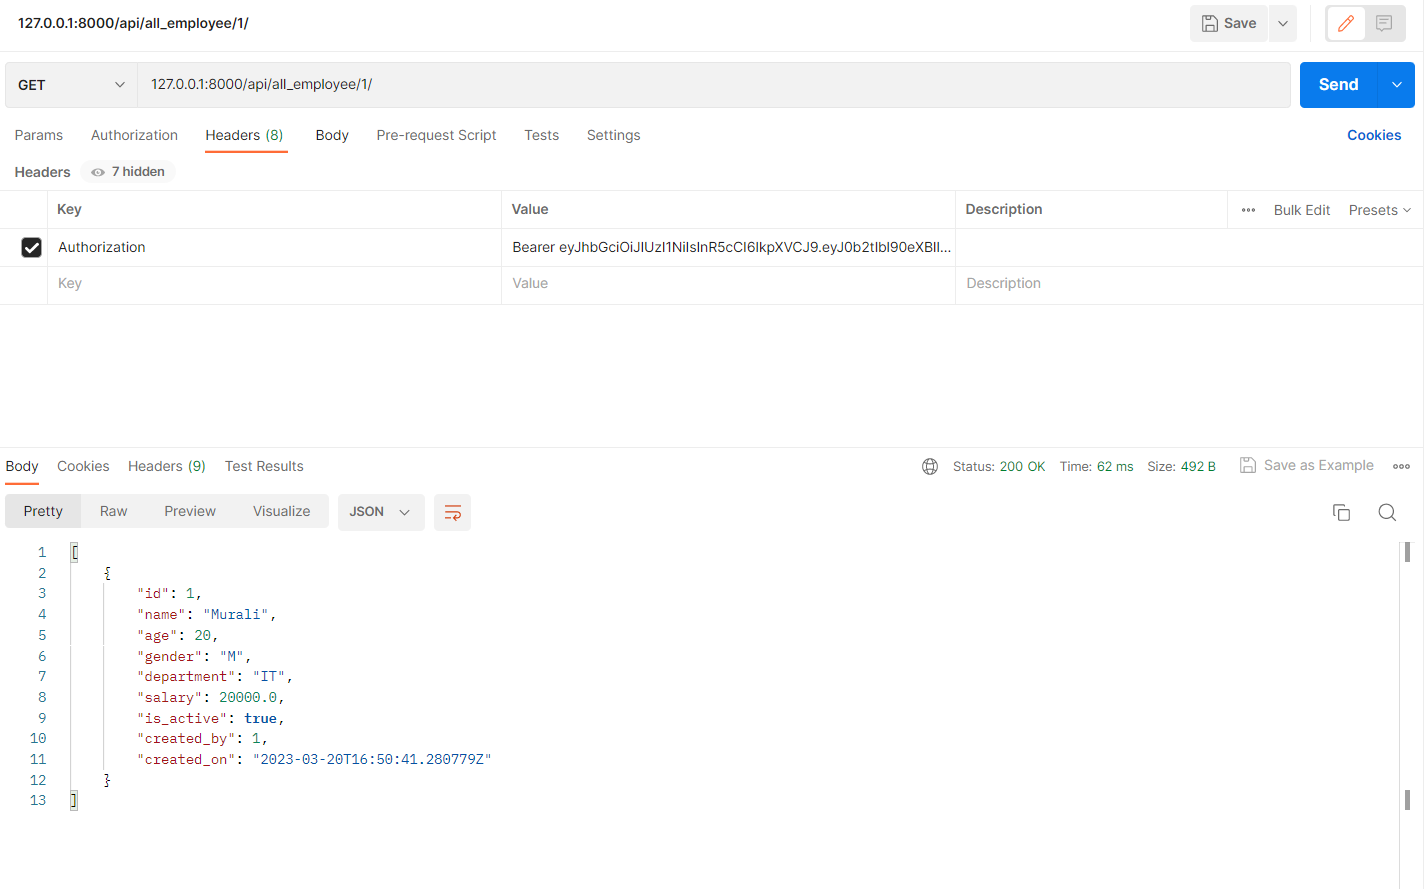 127.0.0.1:8000/api/all_employee/1/
Save
GET 127.0.0.1:8000/api/all_employee/1/ Send
Params Authorization Headers (8) Body Pre-request Script Tests Settings Cookies
Headers 7 hidden
Key Value Description ••• Bulk Edit Presets
Authorization Bearer eyJhbGciOiJIUzI1NiIsInR5cCI6IkpXVCJ9.eyJ0b2tlbl90eXBlI...
Key Value Description
Body Cookies Headers (9) Test Results Status: 200 OK Time: 62 ms Size: 492 B Save as Example
Pretty Raw Preview Visualize JSON
1 [
2 {
3 "id": 1,
4 "name": "Murali",
5 "age": 20,
6 "gender": "M",
7 "department": "IT",
8 "salary": 20000.0,
9 "is_active": true,
10 "created_by": 1,
11 "created_on": "2023-03-20T16:50:41.280779Z"
12 }
13 ]